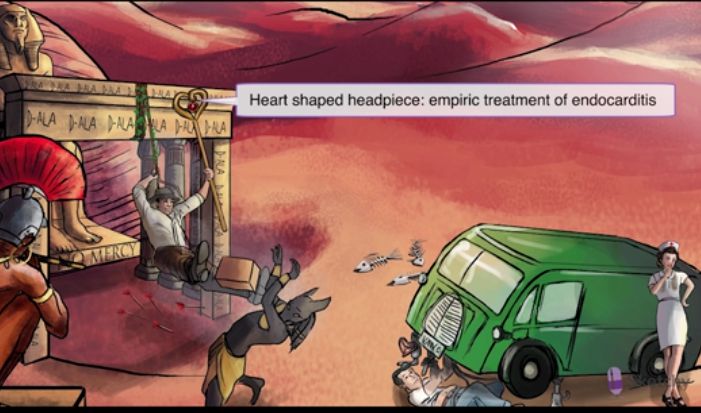 D-ALA D-ALA D-ALA D-ALA D-ALA
Heart shaped headpiece: empiric treatment of endocarditis
D-ALA D-ALA D-ALA D-ALA D-ALA
D-ALA
NO MERCY